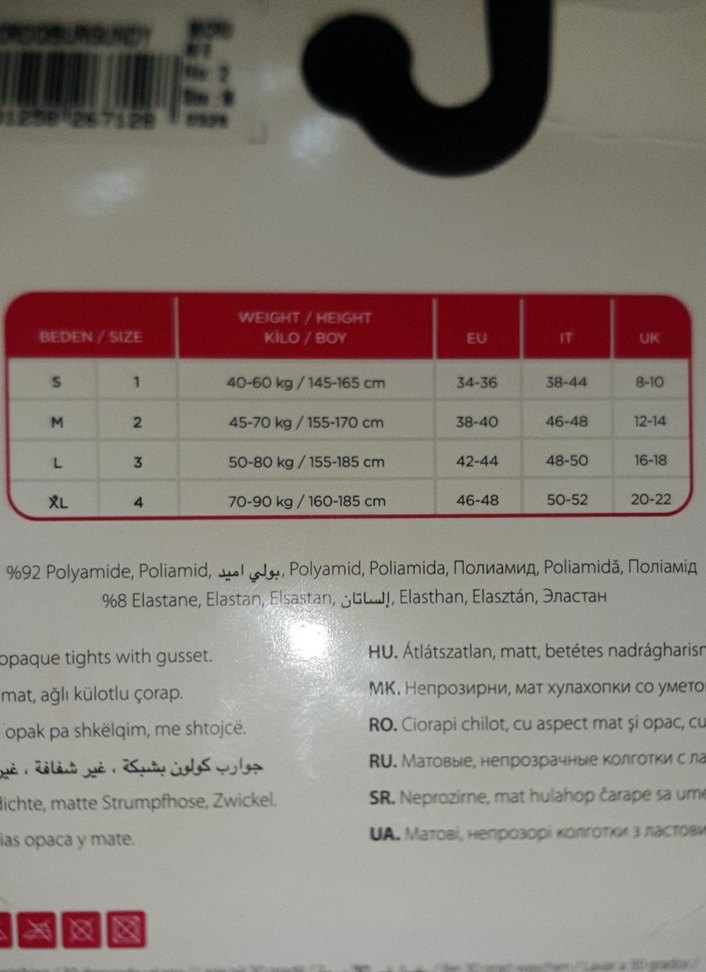 BURGUNDY
WEIGHT / HEIGHT
BEDEN / SIZE KİLO / BOY EU IT UK
S 1 40-60 kg / 145-165 cm 34-36 38-44 8-10
M 2 45-70 kg / 155-170 cm 38-40 46-48 12-14
L 3 50-80 kg / 155-185 cm 42-44 48-50 16-18
XL 4 70-90 kg / 160-185 cm 46-48 50-52 20-22
%92 Polyamide, Poliamid, بولي اميد, Polyamid, Poliamida, Полиамид, Poliamidă, Поліамід
%8 Elastane, Elastan, Elsastan, إلساتان, Elasthan, Elasztán, Эластан
opaque tights with gusset.
mat, ağlı külotlu çorap.
opak pa shkëlqim, me shtojcë.
جوارب كولون بشبكة ، غير شفافة ، غير
dichte, matte Strumpfhose, Zwickel.
ias opaca y mate.
HU. Átlátszatlan, matt, betétes nadrágharisn
MK. Непрозирни, мат хулахопки со умето
RO. Ciorapi chilot, cu aspect mat şi opac, cu
RU. Матовые, непрозрачные колготки с ла
SR. Neprozirne, mat hulahop čarape sa ume
UA. Матові, непрозорі колготки з ластови